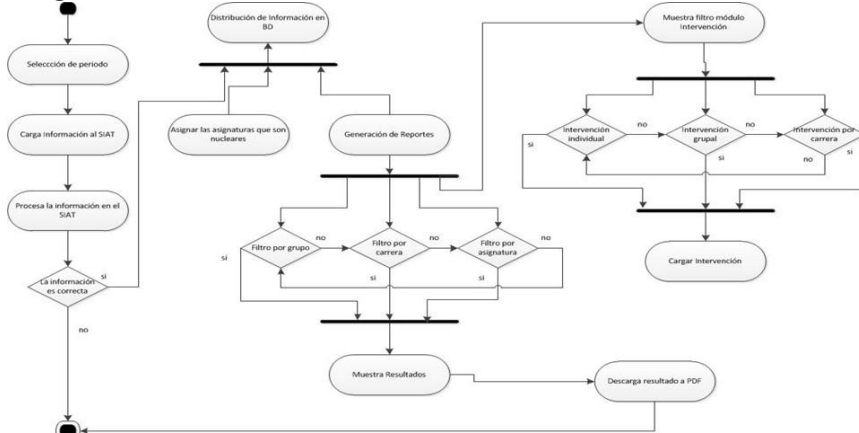 Seleccción de periodo
Carga Información al SIAT
Procesa la información en el
SIAT
La información
es correcta
si
no
Distribución de Información en
BD
Asignar las asignaturas que son
nucleares
Generación de Reportes
Filtro por grupo
no
Filtro por
carrera
no
Filtro por
asignatura
no
si
si
si
Muestra Resultados
Descarga resultado a PDF
Muestra filtro módulo
Intervención
Intervención
individual
no
Intervención
grupal
no
Intervención por
carrera
si
si
no
si
Cargar Intervención